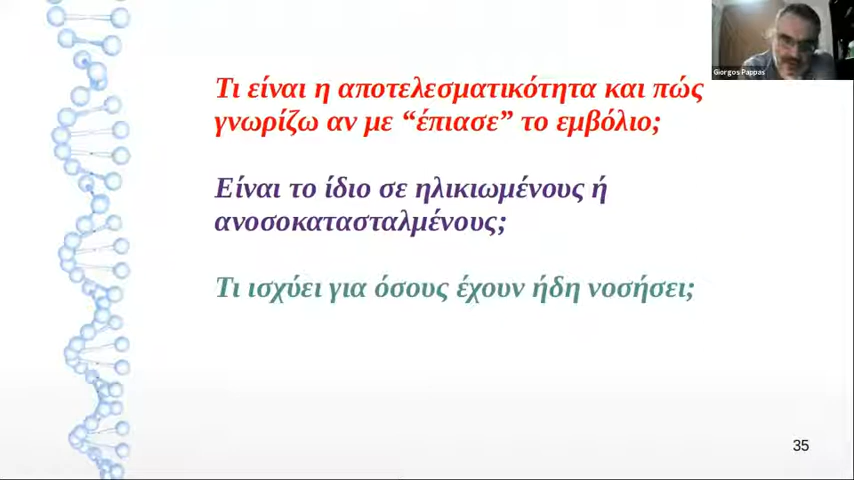 Giorgos Pappas
Τι είναι η αποτελεσματικότητα και πώς
γνωρίζω αν με “έπιασε” το εμβόλιο;
Είναι το ίδιο σε ηλικιωμένους ή
ανοσοκατασταλμένους;
Τι ισχύει για όσους έχουν ήδη νοσήσει;
35